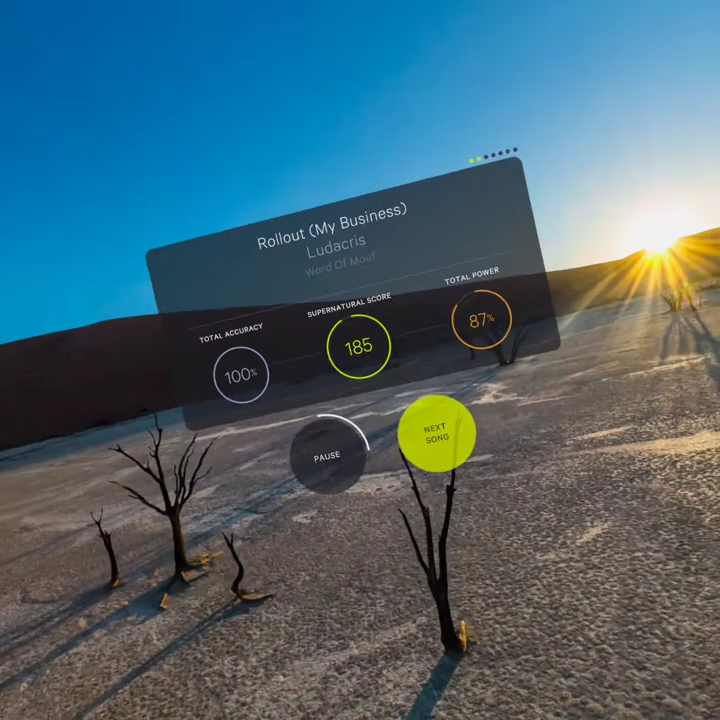 Rollout (My Business)
Ludacris
Word Of Mouf
TOTAL ACCURACY
SUPERNATURAL SCORE
TOTAL POWER
100%
185
87%
PAUSE
NEXT
SONG